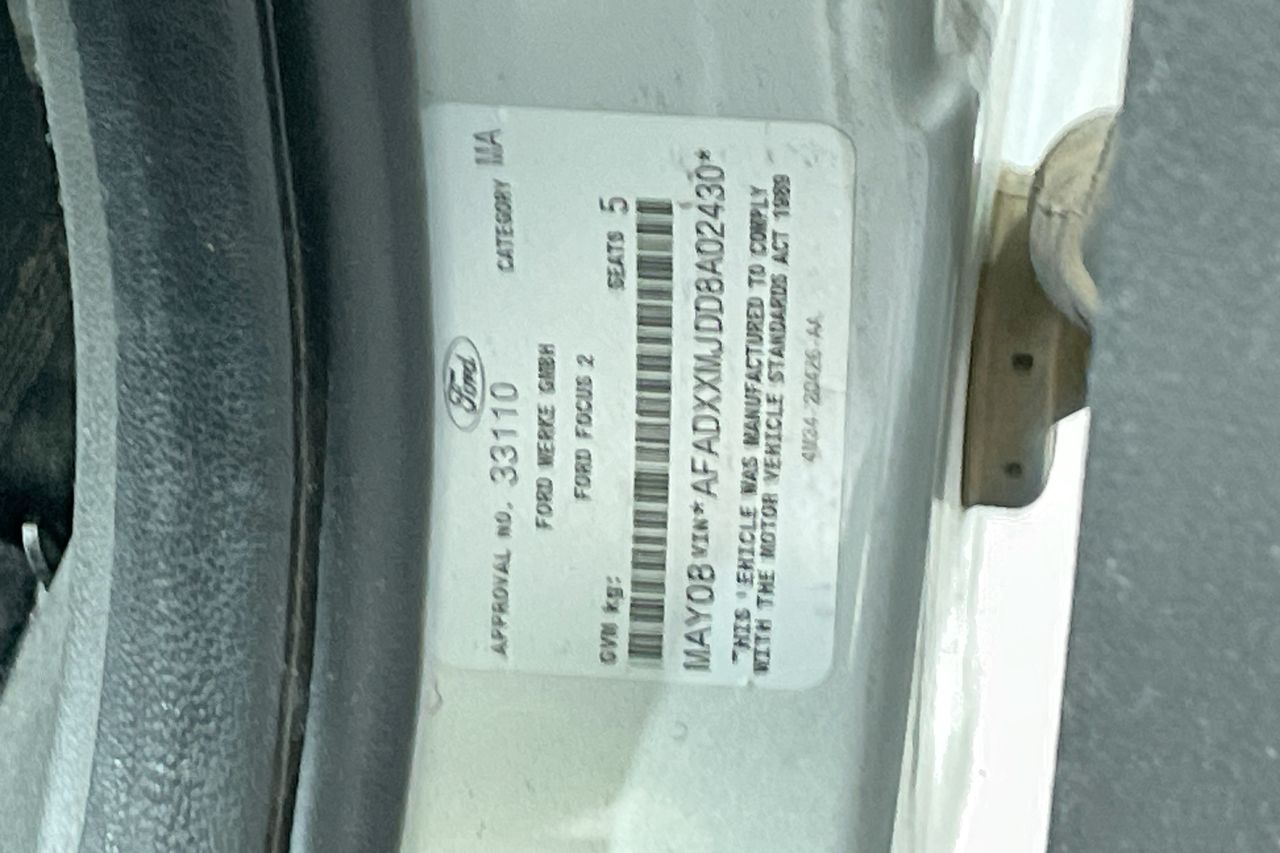 Ford
APPROVAL NO. 33110 CATEGORY MA
FORD WERKE GMBH
FORD FOCUS 2
GVM kg: SEATS 5
MAY08 VIN*AFADXXMJDD8A02430*
THIS VEHICLE WAS MANUFACTURED TO COMPLY
WITH THE MOTOR VEHICLE STANDARDS ACT 1989